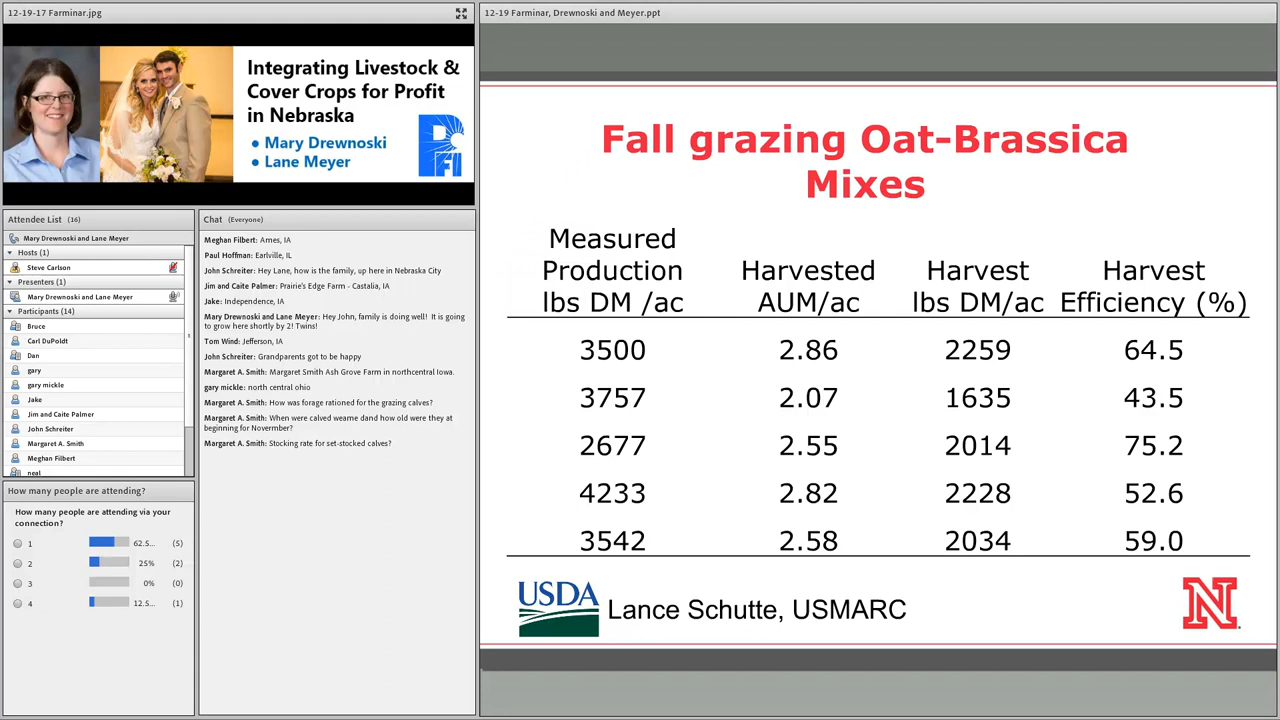 12-19-17 Farminar.jpg
Integrating Livestock &
Cover Crops for Profit
in Nebraska
• Mary Drewnoski
• Lane Meyer
PFI
Attendee List (16)
Mary Drewnoski and Lane Meyer
Hosts (1)
Steve Carlson
Presenters (1)
Mary Drewnoski and Lane Meyer
Participants (14)
Bruce
Carl DuPoldt
Dan
gary
gary mickle
Jake
Jim and Caite Palmer
John Schreiter
Margaret A. Smith
Meghan Filbert
neal
Chat (Everyone)
Meghan Filbert: Ames, IA
Paul Hoffman: Earlville, IL
John Schreiter: Hey Lane, how is the family, up here in Nebraska City
Jim and Caite Palmer: Prairie's Edge Farm - Castalia, IA
Jake: Independence, IA
Mary Drewnoski and Lane Meyer: Hey John, family is doing well! It is going
to grow here shortly by 2! Twins!
Tom Wind: Jefferson, IA
John Schreiter: Grandparents got to be happy
Margaret A. Smith: Margaret Smith Ash Grove Farm in northcentral Iowa.
gary mickle: north central ohio
Margaret A. Smith: How was forage rationed for the grazing calves?
Margaret A. Smith: When were calved weame dand how old were they at
beginning for Novermber?
Margaret A. Smith: Stocking rate for set-stocked calves?
How many people are attending?
How many people are attending via your
connection?
1 62.5... (5)
2 25% (2)
3 0% (0)
4 12.5... (1)
12-19 Farminar, Drewnoski and Meyer.ppt
Fall grazing Oat-Brassica
Mixes
Measured
Production Harvested Harvest Harvest
lbs DM /ac AUM/ac lbs DM/ac Efficiency (%)
3500 2.86 2259 64.5
3757 2.07 1635 43.5
2677 2.55 2014 75.2
4233 2.82 2228 52.6
3542 2.58 2034 59.0
USDA Lance Schutte, USMARC N